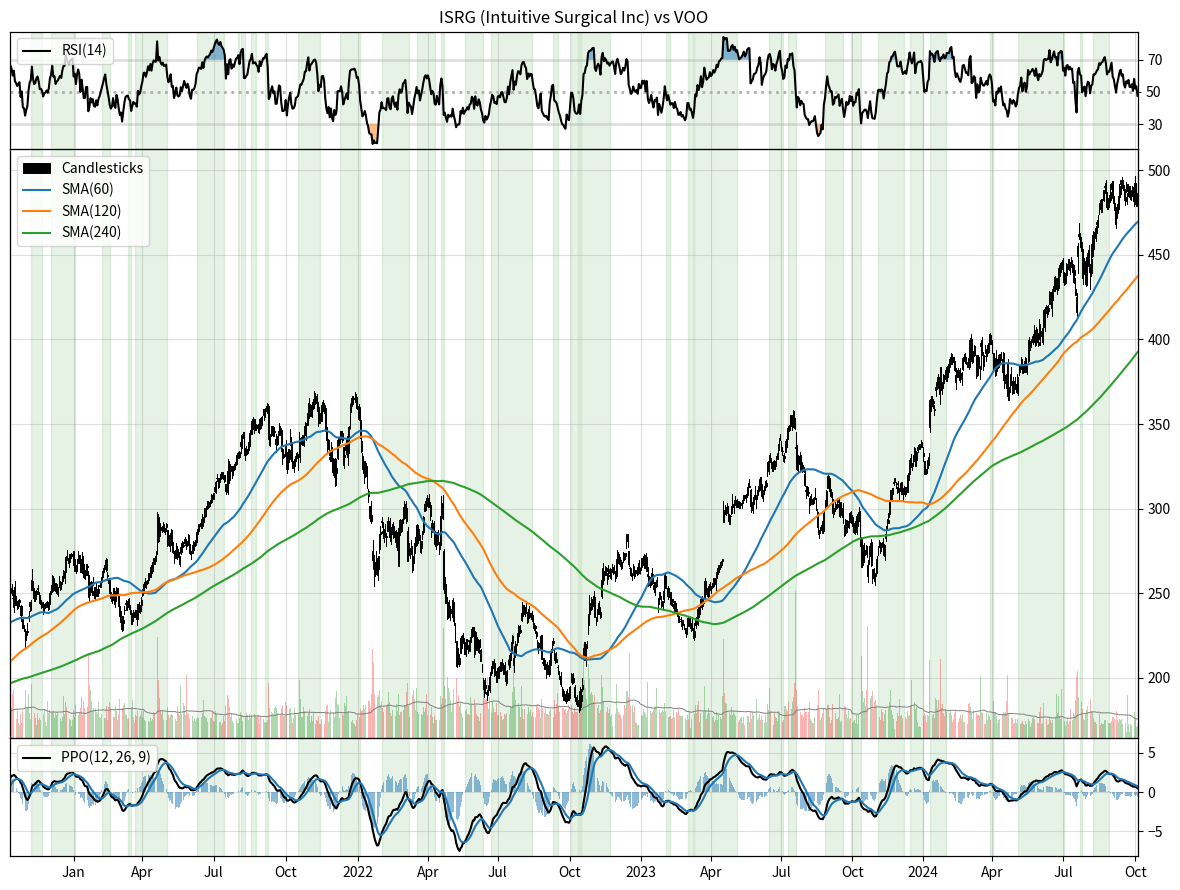 ISRG (Intuitive Surgical Inc) vs VOO
RSI(14)
70
50
30
Candlesticks
SMA(60)
SMA(120)
SMA(240)
500
450
400
350
300
250
200
PPO(12, 26, 9)
5
0
−5
Jan Apr Jul Oct 2022 Apr Jul Oct 2023 Apr Jul Oct 2024 Apr Jul Oct